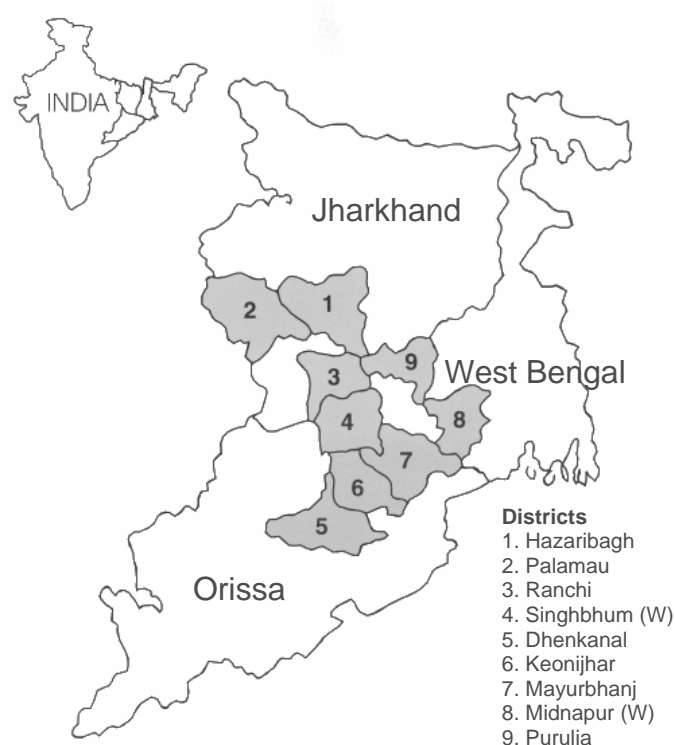 INDIA
Jharkhand
2
1
3
9
West Bengal
4
8
7
6
5
Orissa
Districts
1. Hazaribagh
2. Palamau
3. Ranchi
4. Singhbhum (W)
5. Dhenkanal
6. Keonijhar
7. Mayurbhanj
8. Midnapur (W)
9. Purulia